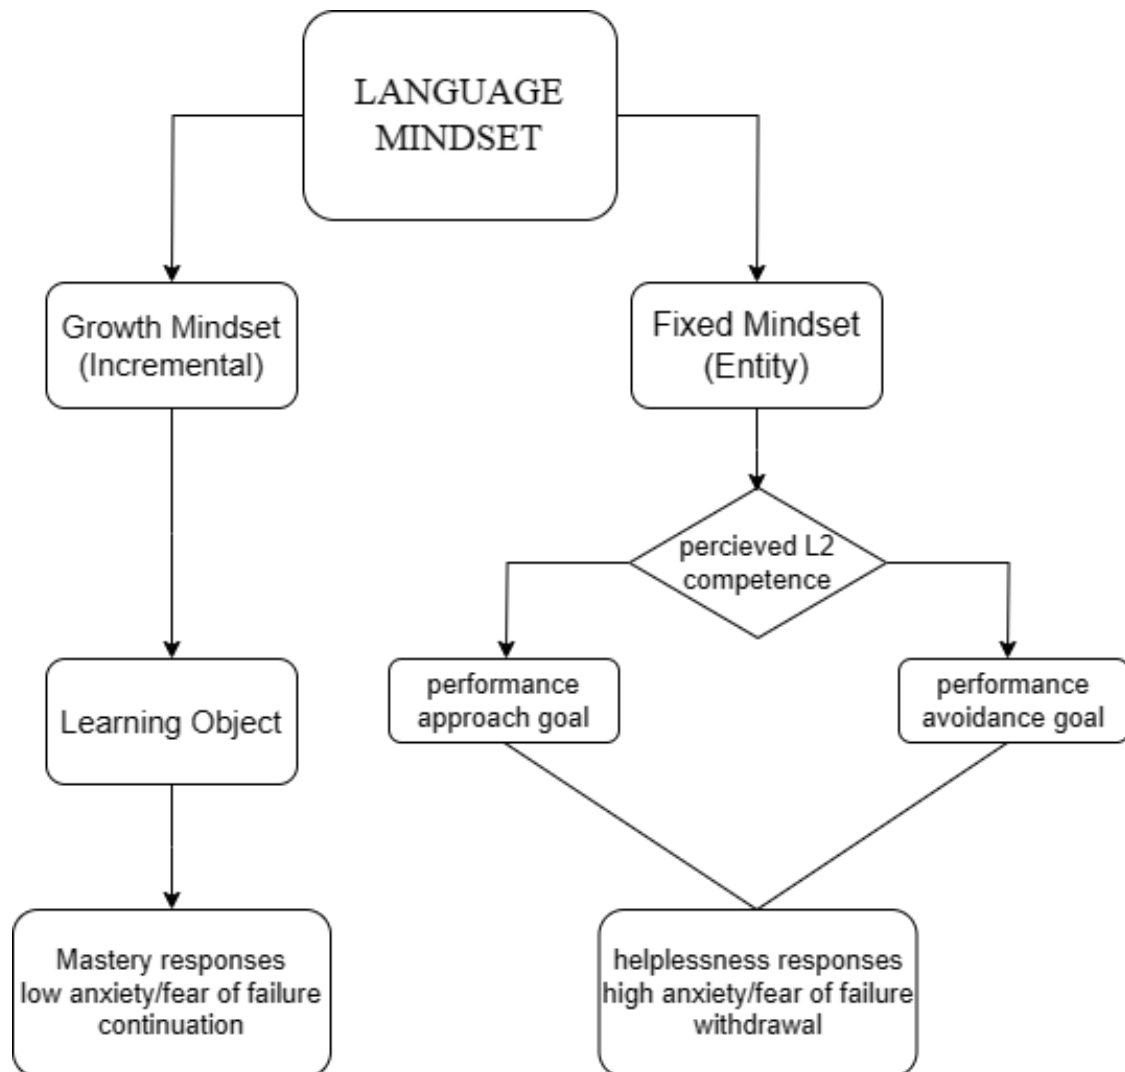 LANGUAGE
MINDSET
Growth Mindset
(Incremental)
Fixed Mindset
(Entity)
percieved L2
competence
Learning Object
performance
approach goal
performance
avoidance goal
Mastery responses
low anxiety/fear of failure
continuation
helplessness responses
high anxiety/fear of failure
withdrawal